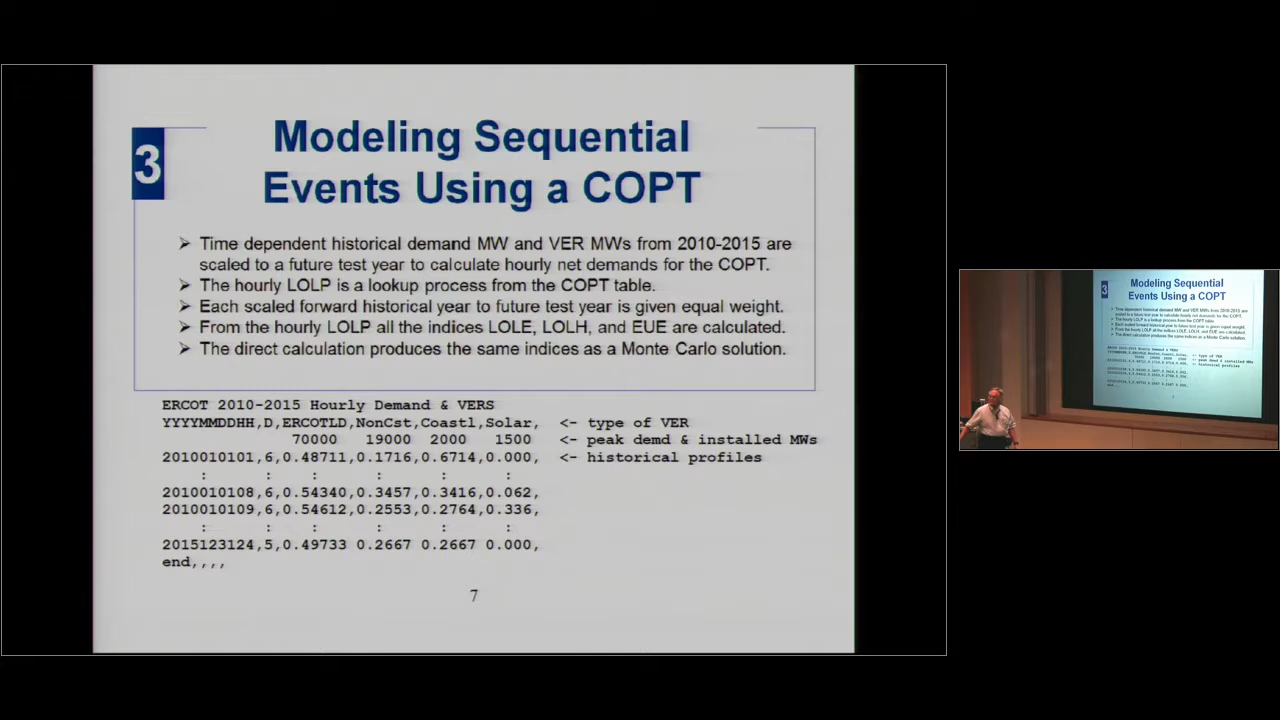 3
Modeling Sequential
Events Using a COPT
➢ Time dependent historical demand MW and VER MWs from 2010-2015 are
scaled to a future test year to calculate hourly net demands for the COPT.
➢ The hourly LOLP is a lookup process from the COPT table.
➢ Each scaled forward historical year to future test year is given equal weight.
➢ From the hourly LOLP all the indices LOLE, LOLH, and EUE are calculated.
➢ The direct calculation produces the same indices as a Monte Carlo solution.
ERCOT 2010-2015 Hourly Demand & VERS
YYYYMMDDHH,D,ERCOTLD,NonCst,Coastl,Solar, <- type of VER
70000 19000 2000 1500 <- peak demd & installed MWs
2010010101,6,0.48711,0.1716,0.6714,0.000, <- historical profiles
: : : : : :
2010010108,6,0.54340,0.3457,0.3416,0.062,
2010010109,6,0.54612,0.2553,0.2764,0.336,
: : : : : :
2015123124,5,0.49733 0.2667 0.2667 0.000,
end,,,,
7
3
Modeling Sequential
Events Using a COPT